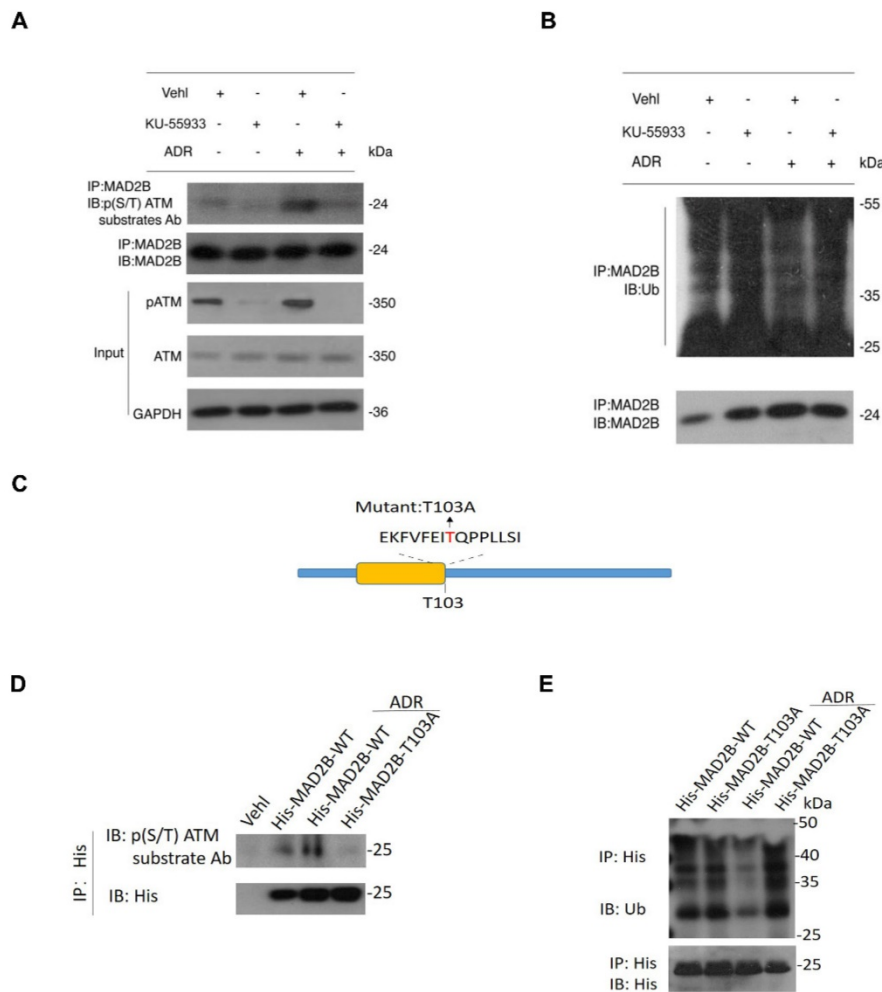 A
Vehl + - + -
KU-55933 - + - +
ADR - - + + kDa
IP:MAD2B
IB:p(S/T) ATM
substrates Ab
-24
IP:MAD2B
IB:MAD2B
-24
Input
pATM -350
ATM -350
GAPDH -36
B
Vehl + - + -
KU-55933 - + - +
ADR - - + + kDa
-55
IP:MAD2B
IB:Ub
-35
-25
IP:MAD2B
IB:MAD2B
-24
C
Mutant:T103A
EKFVFEITQPPLLSI
T103
D
ADR
Vehl
His-MAD2B-WT
His-MAD2B-WT
His-MAD2B-T103A
IP: His
IB: p(S/T) ATM
substrate Ab
-25
IB: His -25
E
ADR
His-MAD2B-WT
His-MAD2B-T103A
His-MAD2B-WT
His-MAD2B-T103A
kDa
-50
IP: His
-40
-35
IB: Ub
-25
IP: His
IB: His
-25